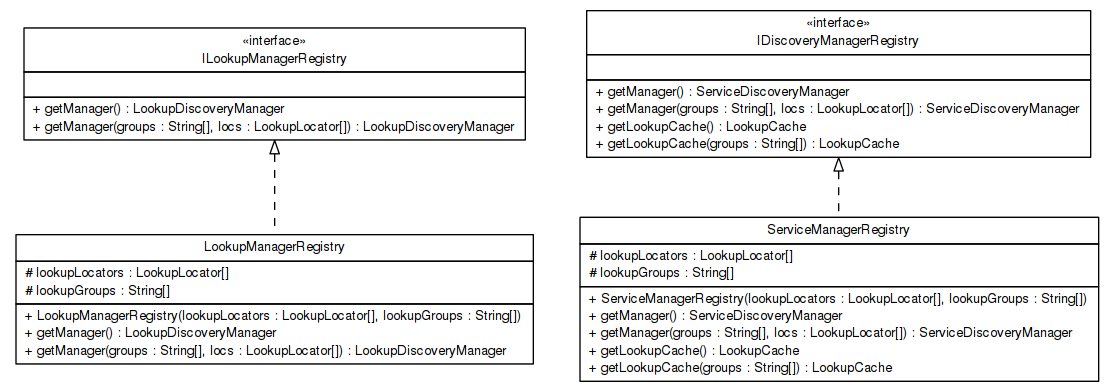 «interface»
ILookupManagerRegistry
+ getManager() : LookupDiscoveryManager
+ getManager(groups : String[], locs : LookupLocator[]) : LookupDiscoveryManager
LookupManagerRegistry
# lookupLocators : LookupLocator[]
# lookupGroups : String[]
+ LookupManagerRegistry(lookupLocators : LookupLocator[], lookupGroups : String[])
+ getManager() : LookupDiscoveryManager
+ getManager(groups : String[], locs : LookupLocator[]) : LookupDiscoveryManager
«interface»
IDiscoveryManagerRegistry
+ getManager() : ServiceDiscoveryManager
+ getManager(groups : String[], locs : LookupLocator[]) : ServiceDiscoveryManager
+ getLookupCache() : LookupCache
+ getLookupCache(groups : String[]) : LookupCache
ServiceManagerRegistry
# lookupLocators : LookupLocator[]
# lookupGroups : String[]
+ ServiceManagerRegistry(lookupLocators : LookupLocator[], lookupGroups : String[])
+ getManager() : ServiceDiscoveryManager
+ getManager(groups : String[], locs : LookupLocator[]) : ServiceDiscoveryManager
+ getLookupCache() : LookupCache
+ getLookupCache(groups : String[]) : LookupCache